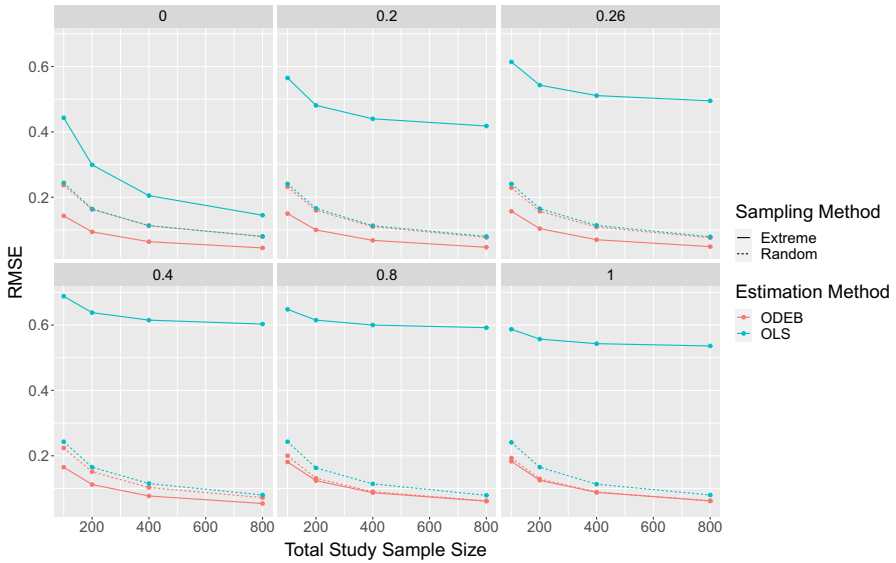 0
0.2
0.26
0.6
0.4
0.2
0.4
0.8
1
0.6
0.4
0.2
200 400 600 800
200 400 600 800
200 400 600 800
RMSE
Total Study Sample Size
Sampling Method
Extreme
Random
Estimation Method
ODEB
OLS